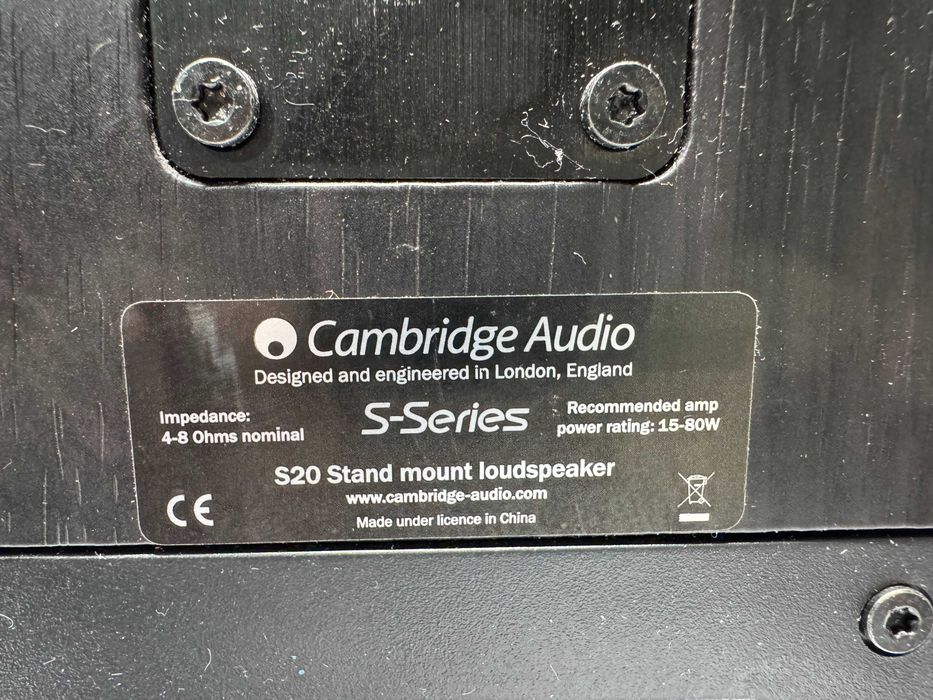 Cambridge Audio
Designed and engineered in London, England
Impedance:
4-8 Ohms nominal
S-Series
Recommended amp
power rating: 15-80W
S20 Stand mount loudspeaker
www.cambridge-audio.com
CE
Made under licence in China